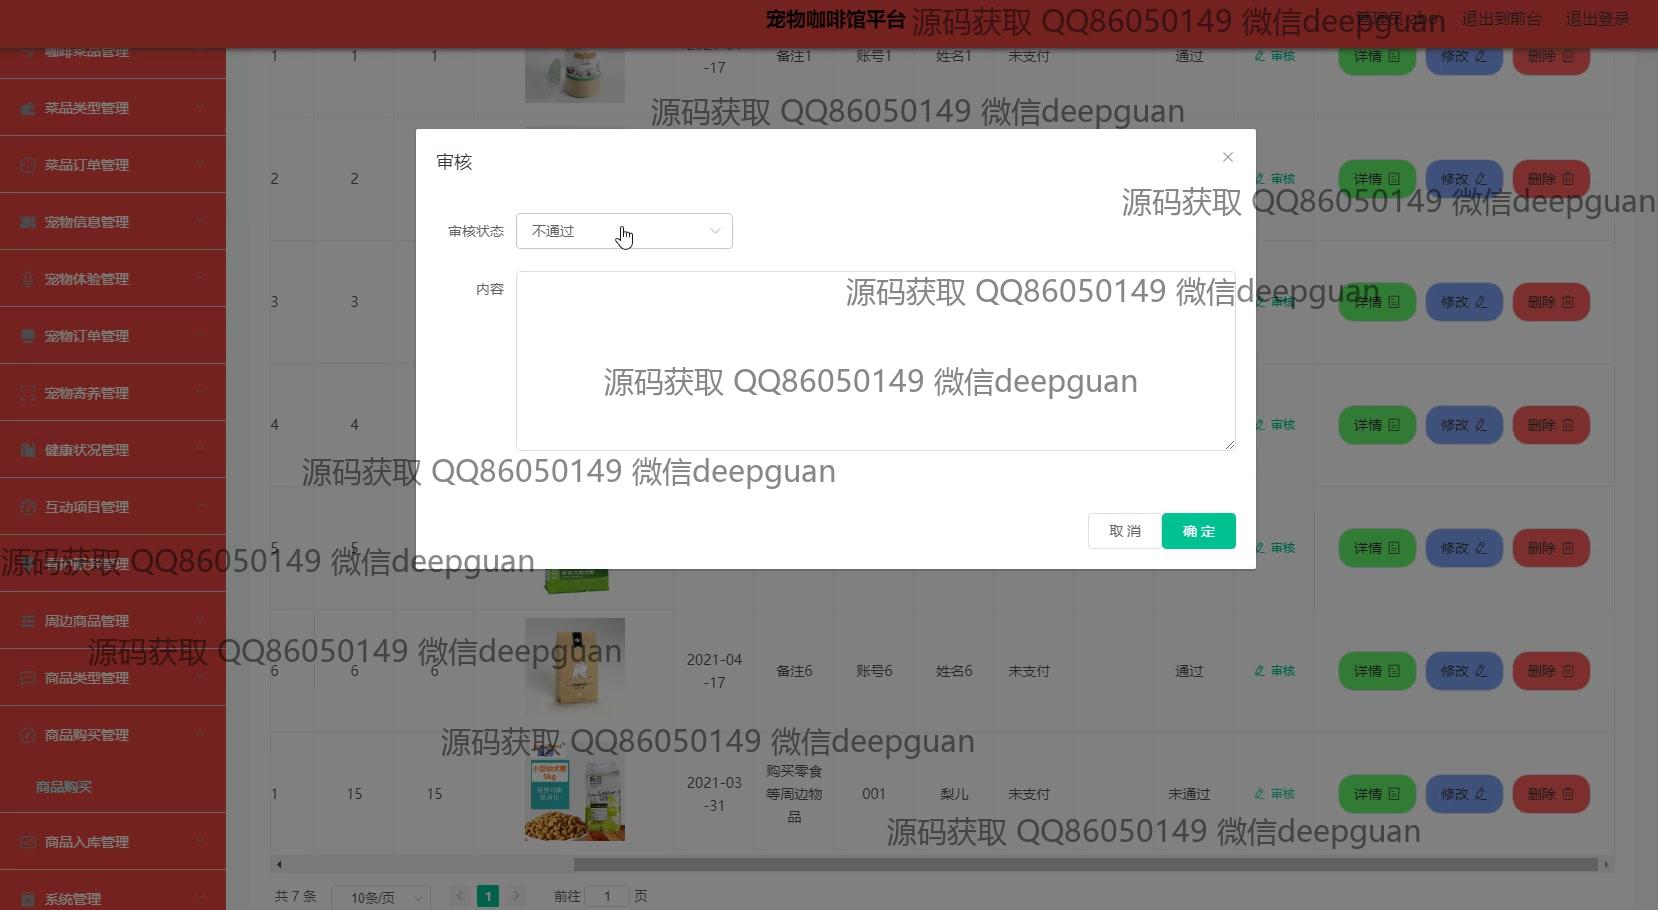 宠物咖啡馆平台
管理员 abo 退出到前台 退出登录
源码获取 QQ86050149 微信deepguan
咖啡菜品管理
菜品类型管理
菜品订单管理
宠物信息管理
宠物体验管理
宠物订单管理
宠物寄养管理
健康状况管理
互动项目管理
周边商品管理
商品类型管理
商品购买管理
商品购买
商品入库管理
系统管理
1 1 1 -17 备注1 账号1 姓名1 未支付 通过 审核 详情 修改 删除
源码获取 QQ86050149 微信deepguan
审核
2 2 审核 详情 修改 删除
源码获取 QQ86050149 微信deepguan
审核状态 不通过
内容
源码获取 QQ86050149 微信deepguan
3 3 审核 详情 修改 删除
源码获取 QQ86050149 微信deepguan
4 4 审核 详情 修改 删除
源码获取 QQ86050149 微信deepguan
取消 确定
5 5 审核 详情 修改 删除
源码获取 QQ86050149 微信deepguan
源码获取 QQ86050149 微信deepguan
6 6 6 2021-04-17 备注6 账号6 姓名6 未支付 通过 审核 详情 修改 删除
源码获取 QQ86050149 微信deepguan
小型幼犬粮
5kg
1 15 15 2021-03-31 购买零食等周边物品 001 梨儿 未支付 未通过 审核 详情 修改 删除
源码获取 QQ86050149 微信deepguan
共 7 条 10条/页 1 前往 1 页